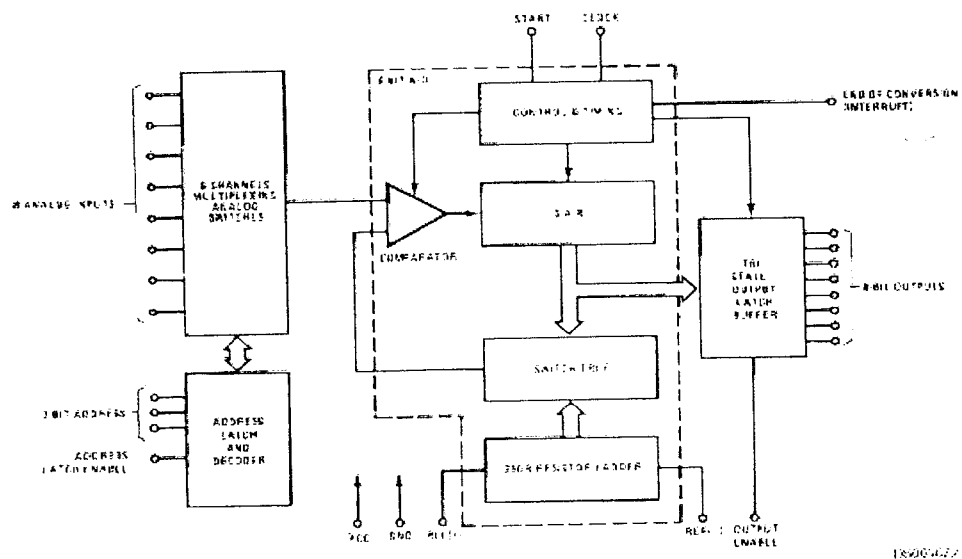 START CLOCK
8 BIT A/D
END OF CONVERSION
(INTERRUPT)
CONTROL & TIMING
8 CHANNELS
MULTIPLEXING
ANALOG
SWITCHES
8 ANALOG INPUTS
S A R
COMPARATOR
TRI
STATE
OUTPUT
LATCH
BUFFER
8-BIT OUTPUTS
SWITCH TREE
3 BIT ADDRESS
ADDRESS
LATCH
AND
DECODER
ADDRESS
LATCH ENABLE
256R RESISTOR LADDER
VCC GND REF(+) REF(-) OUTPUT
ENABLE